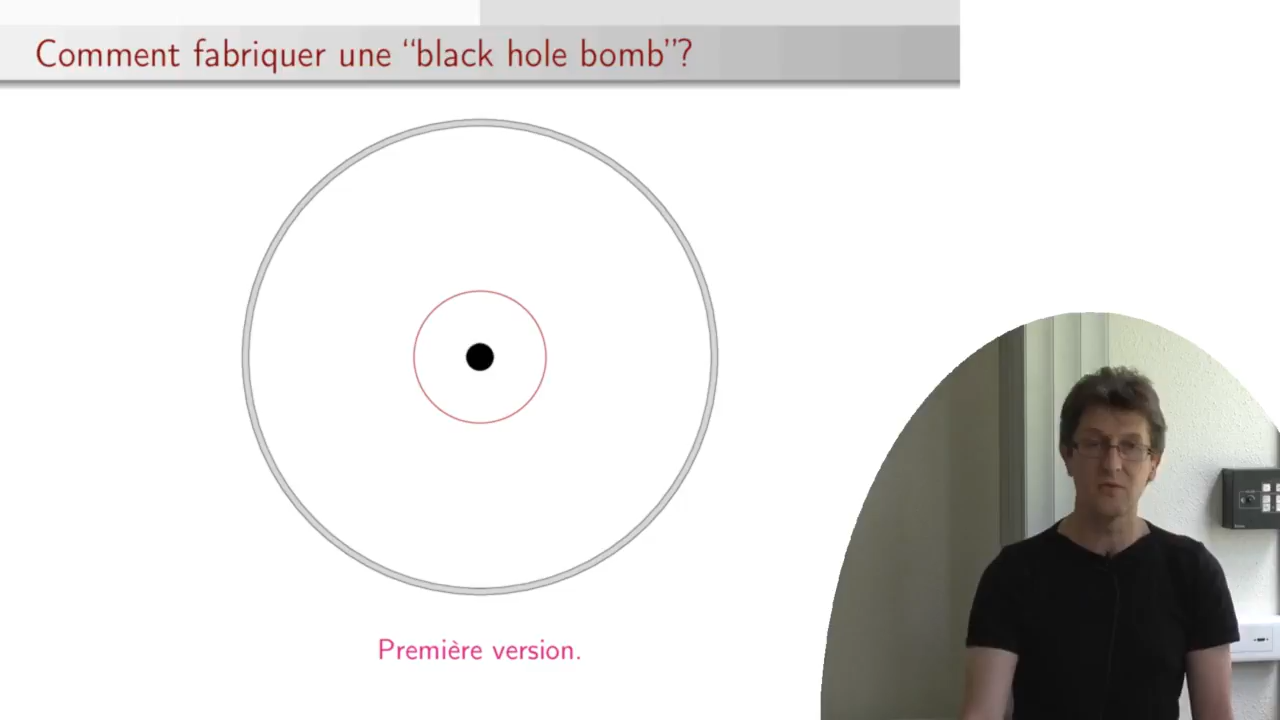 Comment fabriquer une “black hole bomb”?
Première version.